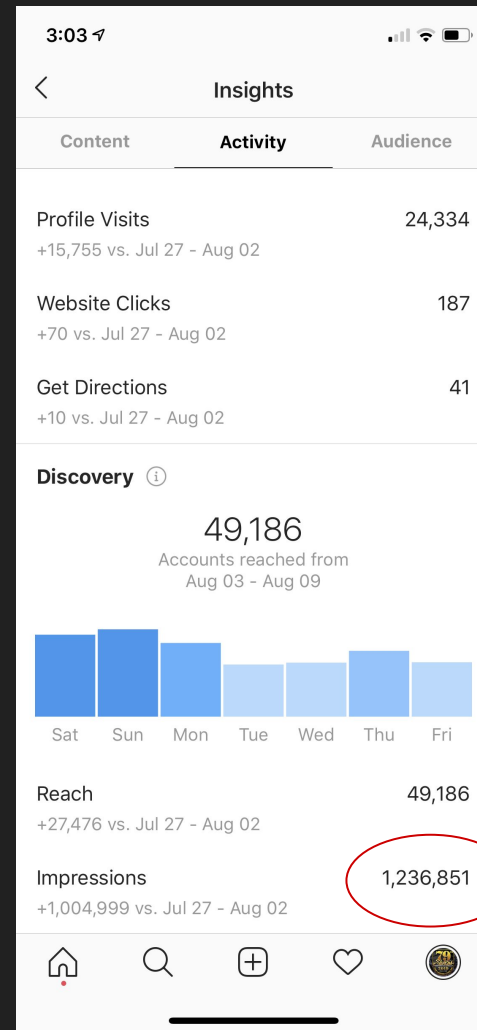 3:03
Insights
Content Activity Audience
Profile Visits 24,334
+15,755 vs. Jul 27 - Aug 02
Website Clicks 187
+70 vs. Jul 27 - Aug 02
Get Directions 41
+10 vs. Jul 27 - Aug 02
Discovery
49,186
Accounts reached from
Aug 03 - Aug 09
Sat Sun Mon Tue Wed Thu Fri
Reach 49,186
+27,476 vs. Jul 27 - Aug 02
Impressions 1,236,851
+1,004,999 vs. Jul 27 - Aug 02
79